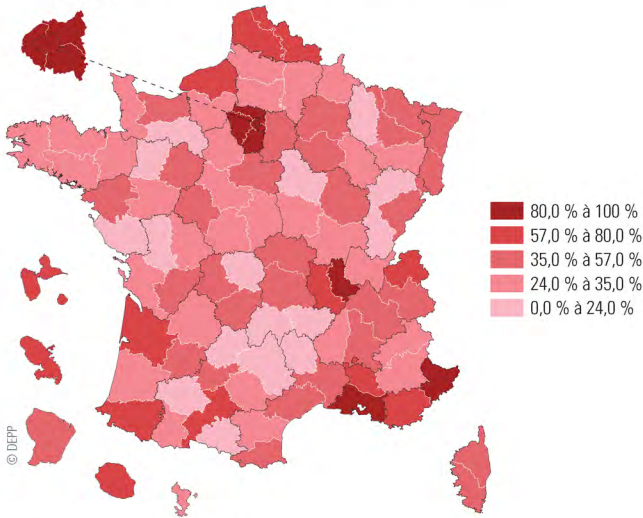 80,0 % à 100 %
57,0 % à 80,0 %
35,0 % à 57,0 %
24,0 % à 35,0 %
0,0 % à 24,0 %
© DEPP